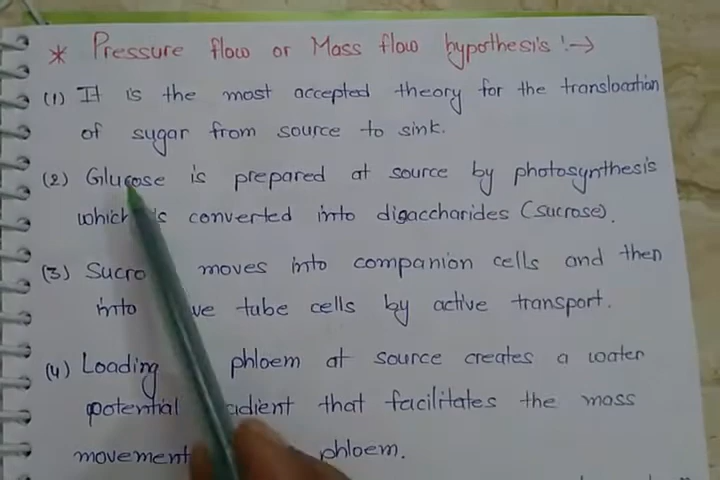 * Pressure flow or Mass flow hypothesis :→
(1) It is the most accepted theory for the translocation
of sugar from source to sink.
(2) Glucose is prepared at source by photosynthesis
which is converted into digaccharides (sucrose).
(3) Sucro moves into companion cells and then
into ve tube cells by active transport.
(4) Loading phloem at source creates a water
potential adient that facilitates the mass
movement phloem.